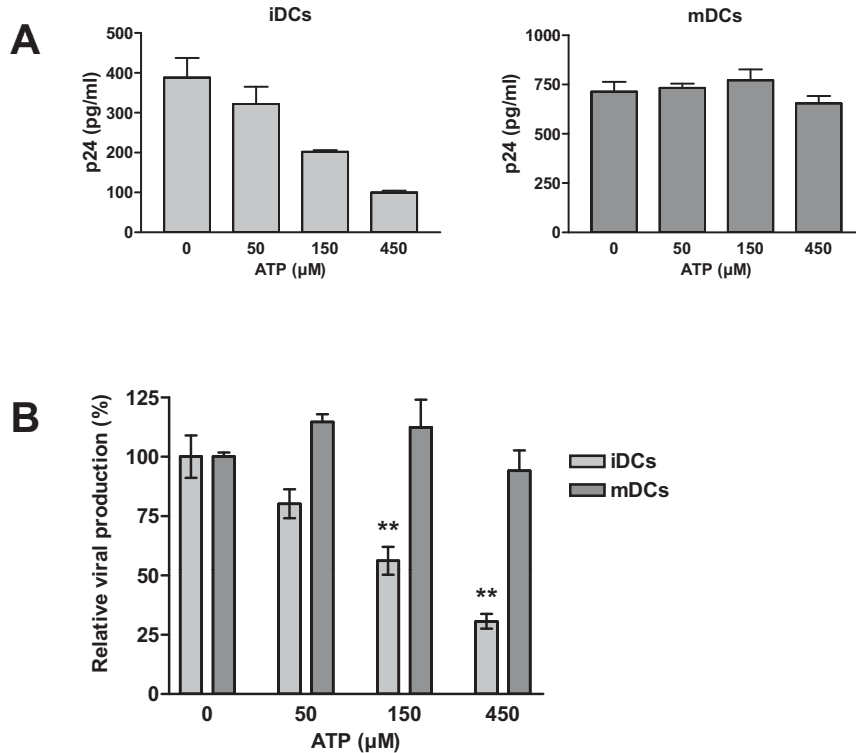 A
iDCs
p24 (pg/ml)
500
400
300
200
100
0
0 50 150 450
ATP (µM)
mDCs
p24 (pg/ml)
1000
750
500
250
0
0 50 150 450
ATP (µM)
B
Relative viral production (%)
125
100
75
50
25
0
**
**
0 50 150 450
ATP (µM)
iDCs
mDCs